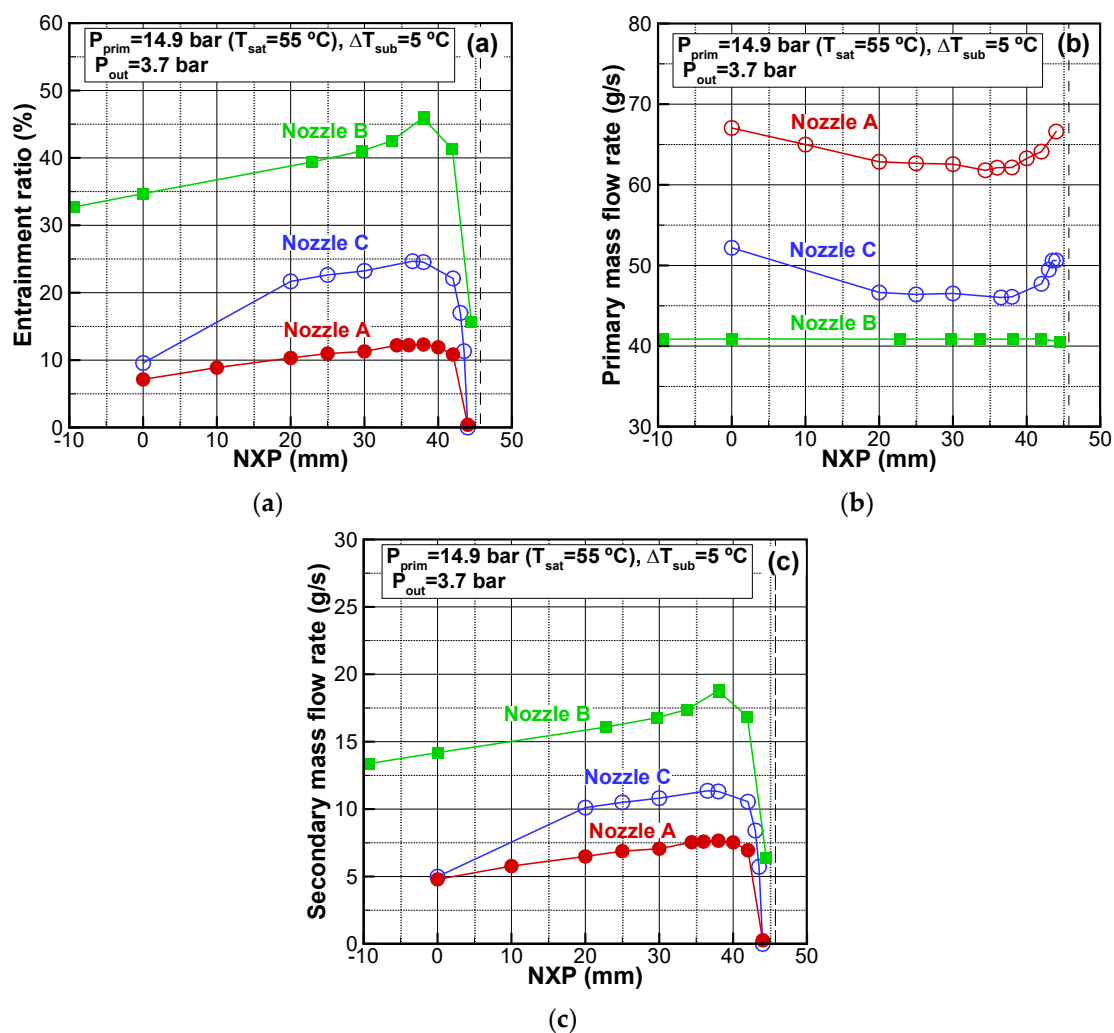 P_prim=14.9 bar (T_sat=55 ºC), ΔT_sub=5 ºC
P_out=3.7 bar
(a)
Entrainment ratio (%)
60
50
40
30
20
10
0
Nozzle B
Nozzle C
Nozzle A
-10 0 10 20 30 40 50
NXP (mm)
(a)
P_prim=14.9 bar (T_sat=55 ºC), ΔT_sub=5 ºC
P_out=3.7 bar
(b)
Primary mass flow rate (g/s)
80
70
60
50
40
30
Nozzle A
Nozzle C
Nozzle B
-10 0 10 20 30 40 50
NXP (mm)
(b)
P_prim=14.9 bar (T_sat=55 ºC), ΔT_sub=5 ºC
P_out=3.7 bar
(c)
Secondary mass flow rate (g/s)
30
25
20
15
10
5
0
Nozzle B
Nozzle C
Nozzle A
-10 0 10 20 30 40 50
NXP (mm)
(c)